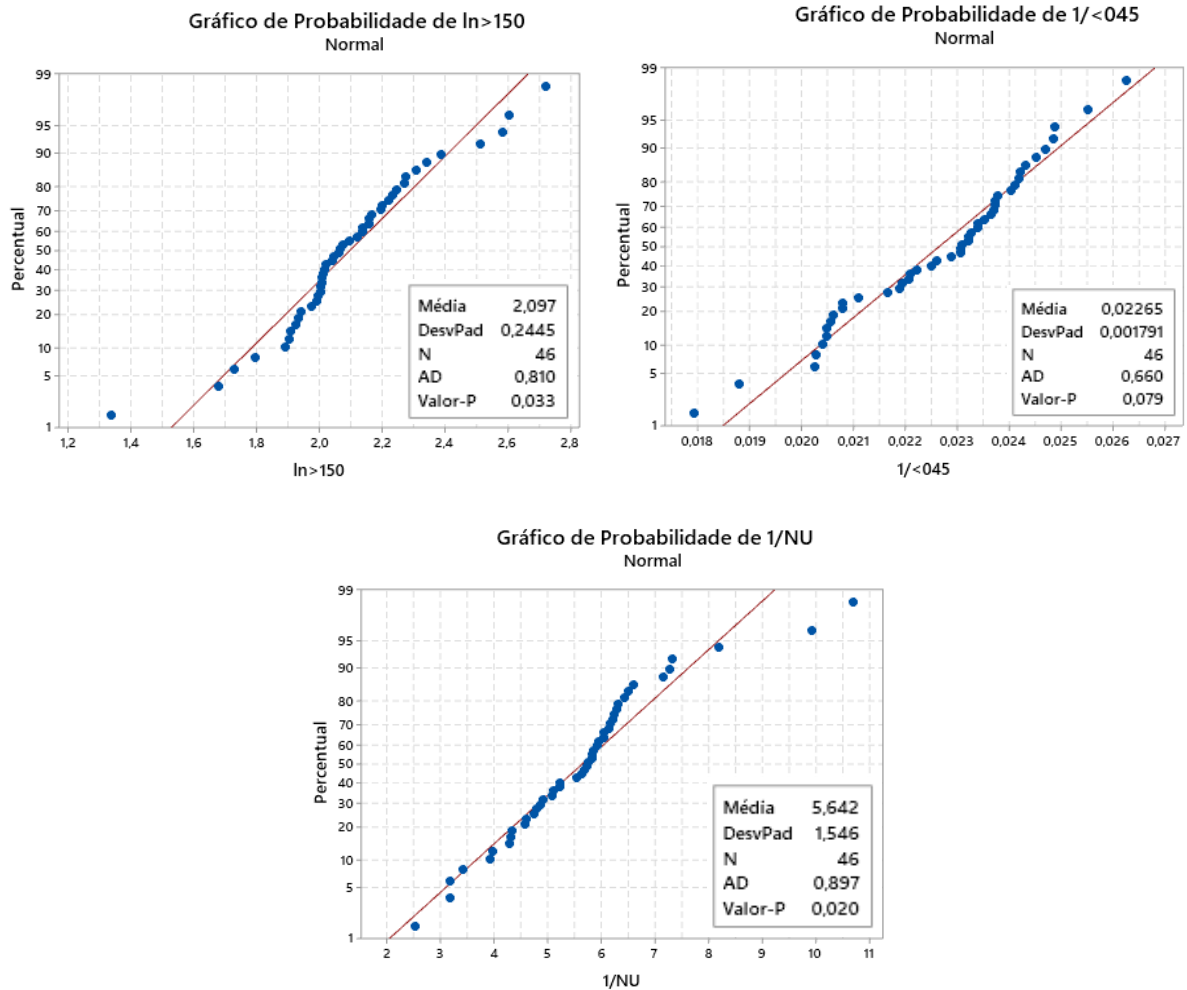 Gráfico de Probabilidade de ln>150
Normal
99
95
90
80
70
60
50
40
30
20
10
5
1
Percentual
Média 2,097
DesvPad 0,2445
N 46
AD 0,810
Valor-P 0,033
1,2 1,4 1,6 1,8 2,0 2,2 2,4 2,6 2,8
ln>150
Gráfico de Probabilidade de 1/<045
Normal
99
95
90
80
70
60
50
40
30
20
10
5
1
Percentual
Média 0,02265
DesvPad 0,001791
N 46
AD 0,660
Valor-P 0,079
0,018 0,019 0,020 0,021 0,022 0,023 0,024 0,025 0,026 0,027
1/<045
Gráfico de Probabilidade de 1/NU
Normal
99
95
90
80
70
60
50
40
30
20
10
5
1
Percentual
Média 5,642
DesvPad 1,546
N 46
AD 0,897
Valor-P 0,020
2 3 4 5 6 7 8 9 10 11
1/NU